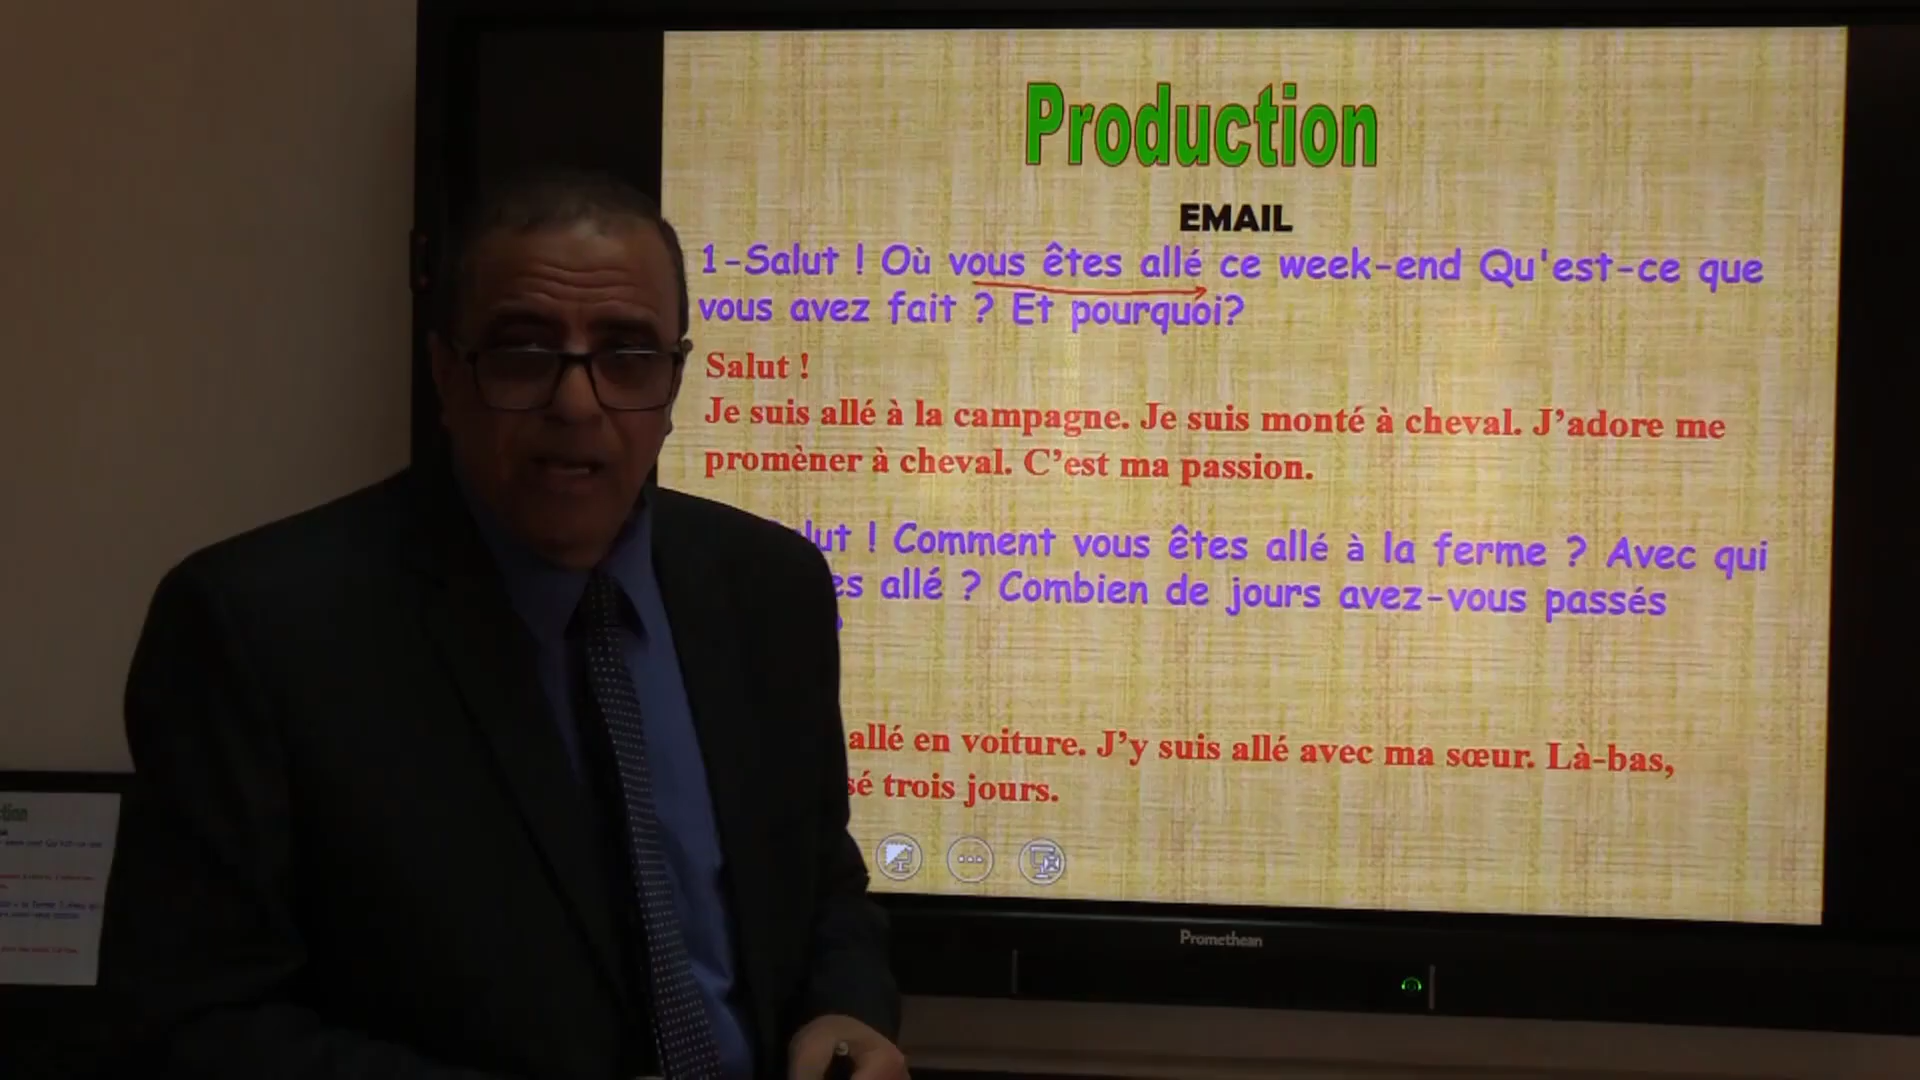 Production
EMAIL
1-Salut ! Où vous êtes allé ce week-end Qu'est-ce que
vous avez fait ? Et pourquoi?
Salut !
Je suis allé à la campagne. Je suis monté à cheval. J’adore me
promèner à cheval. C’est ma passion.
! Comment vous êtes allé à la ferme ? Avec qui
allé ? Combien de jours avez-vous passés
allé en voiture. J’y suis allé avec ma sœur. Là-bas,
trois jours.
Promethean